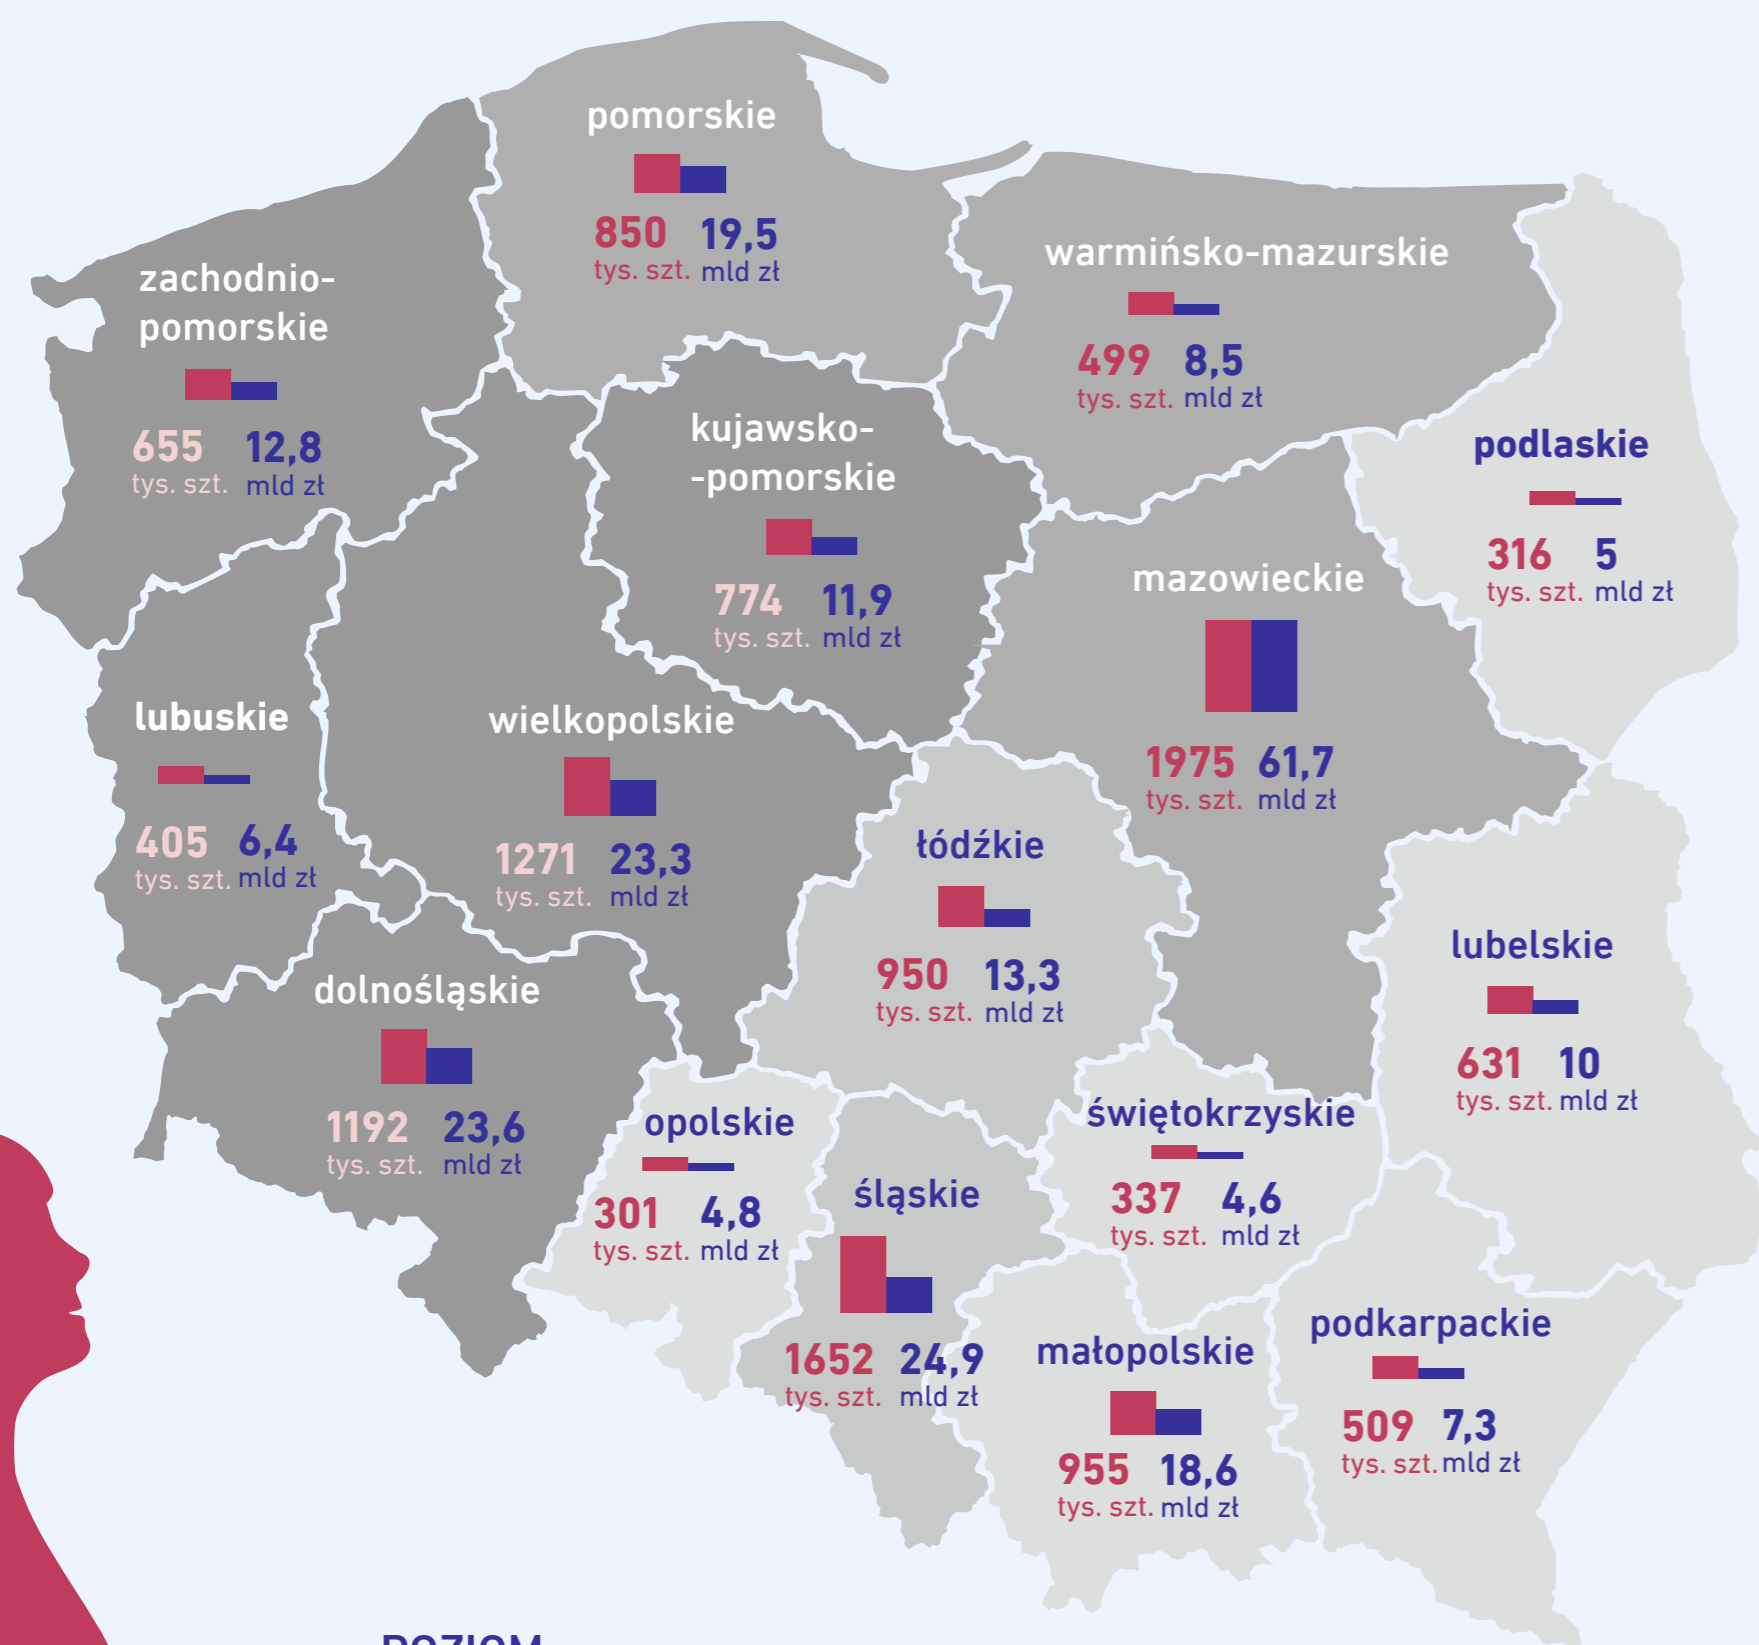 pomorskie
850 19,5
tys. szt. mld zł
warmińsko-mazurskie
499 8,5
tys. szt. mld zł
zachodnio-
pomorskie
655 12,8
tys. szt. mld zł
kujawsko-
-pomorskie
774 11,9
tys. szt. mld zł
podlaskie
316 5
tys. szt. mld zł
mazowieckie
1975 61,7
tys. szt. mld zł
lubuskie
405 6,4
tys. szt. mld zł
wielkopolskie
1271 23,3
tys. szt. mld zł
łódźkie
950 13,3
tys. szt. mld zł
lubelskie
631 10
tys. szt. mld zł
dolnośląskie
1192 23,6
tys. szt. mld zł
opolskie
301 4,8
tys. szt. mld zł
śląskie
1652 24,9
tys. szt. mld zł
świętokrzyskie
337 4,6
tys. szt. mld zł
małopolskie
955 18,6
tys. szt. mld zł
podkarpackie
509 7,3
tys. szt. mld zł
POZIOM